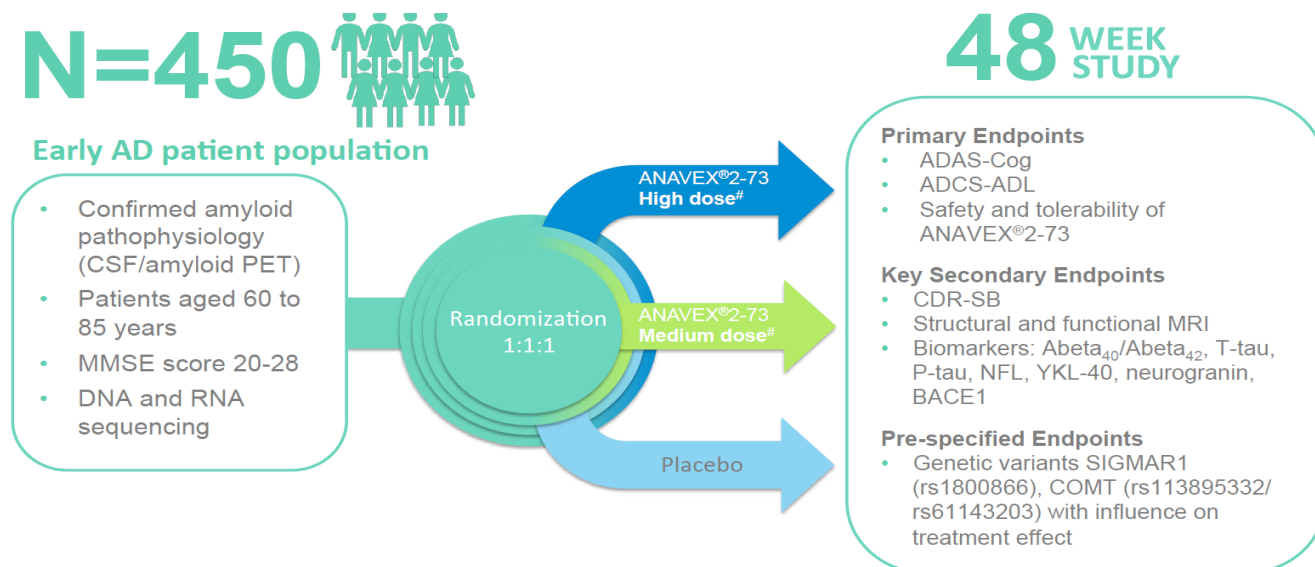 N=450
Early AD patient population
• Confirmed amyloid
pathophysiology
(CSF/amyloid PET)
• Patients aged 60 to
85 years
• MMSE score 20-28
• DNA and RNA
sequencing
Randomization
1:1:1
ANAVEX®2-73
High dose#
ANAVEX®2-73
Medium dose#
Placebo
48 WEEK
STUDY
Primary Endpoints
• ADAS-Cog
• ADCS-ADL
• Safety and tolerability of
ANAVEX®2-73
Key Secondary Endpoints
• CDR-SB
• Structural and functional MRI
• Biomarkers: Abeta₄₀/Abeta₄₂, T-tau,
P-tau, NFL, YKL-40, neurogranin,
BACE1
Pre-specified Endpoints
• Genetic variants SIGMAR1
(rs1800866), COMT (rs113895332/
rs61143203) with influence on
treatment effect